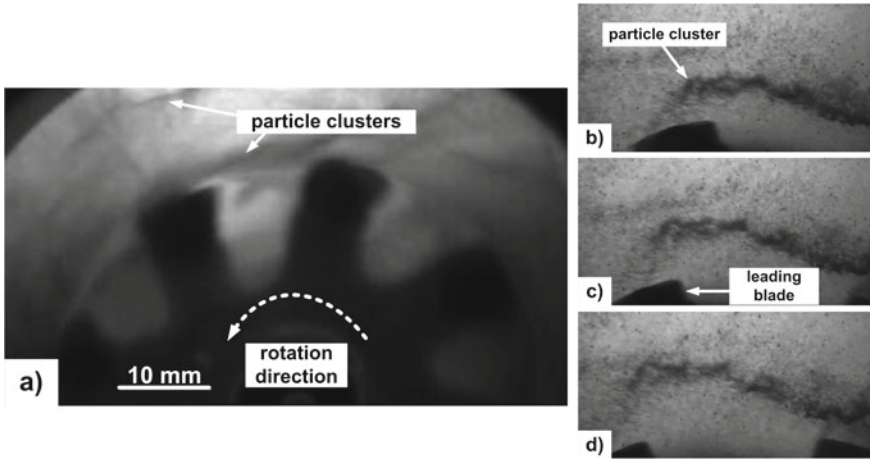 particle clusters
rotation
direction
10 mm
a)
particle cluster
b)
leading
blade
c)
d)